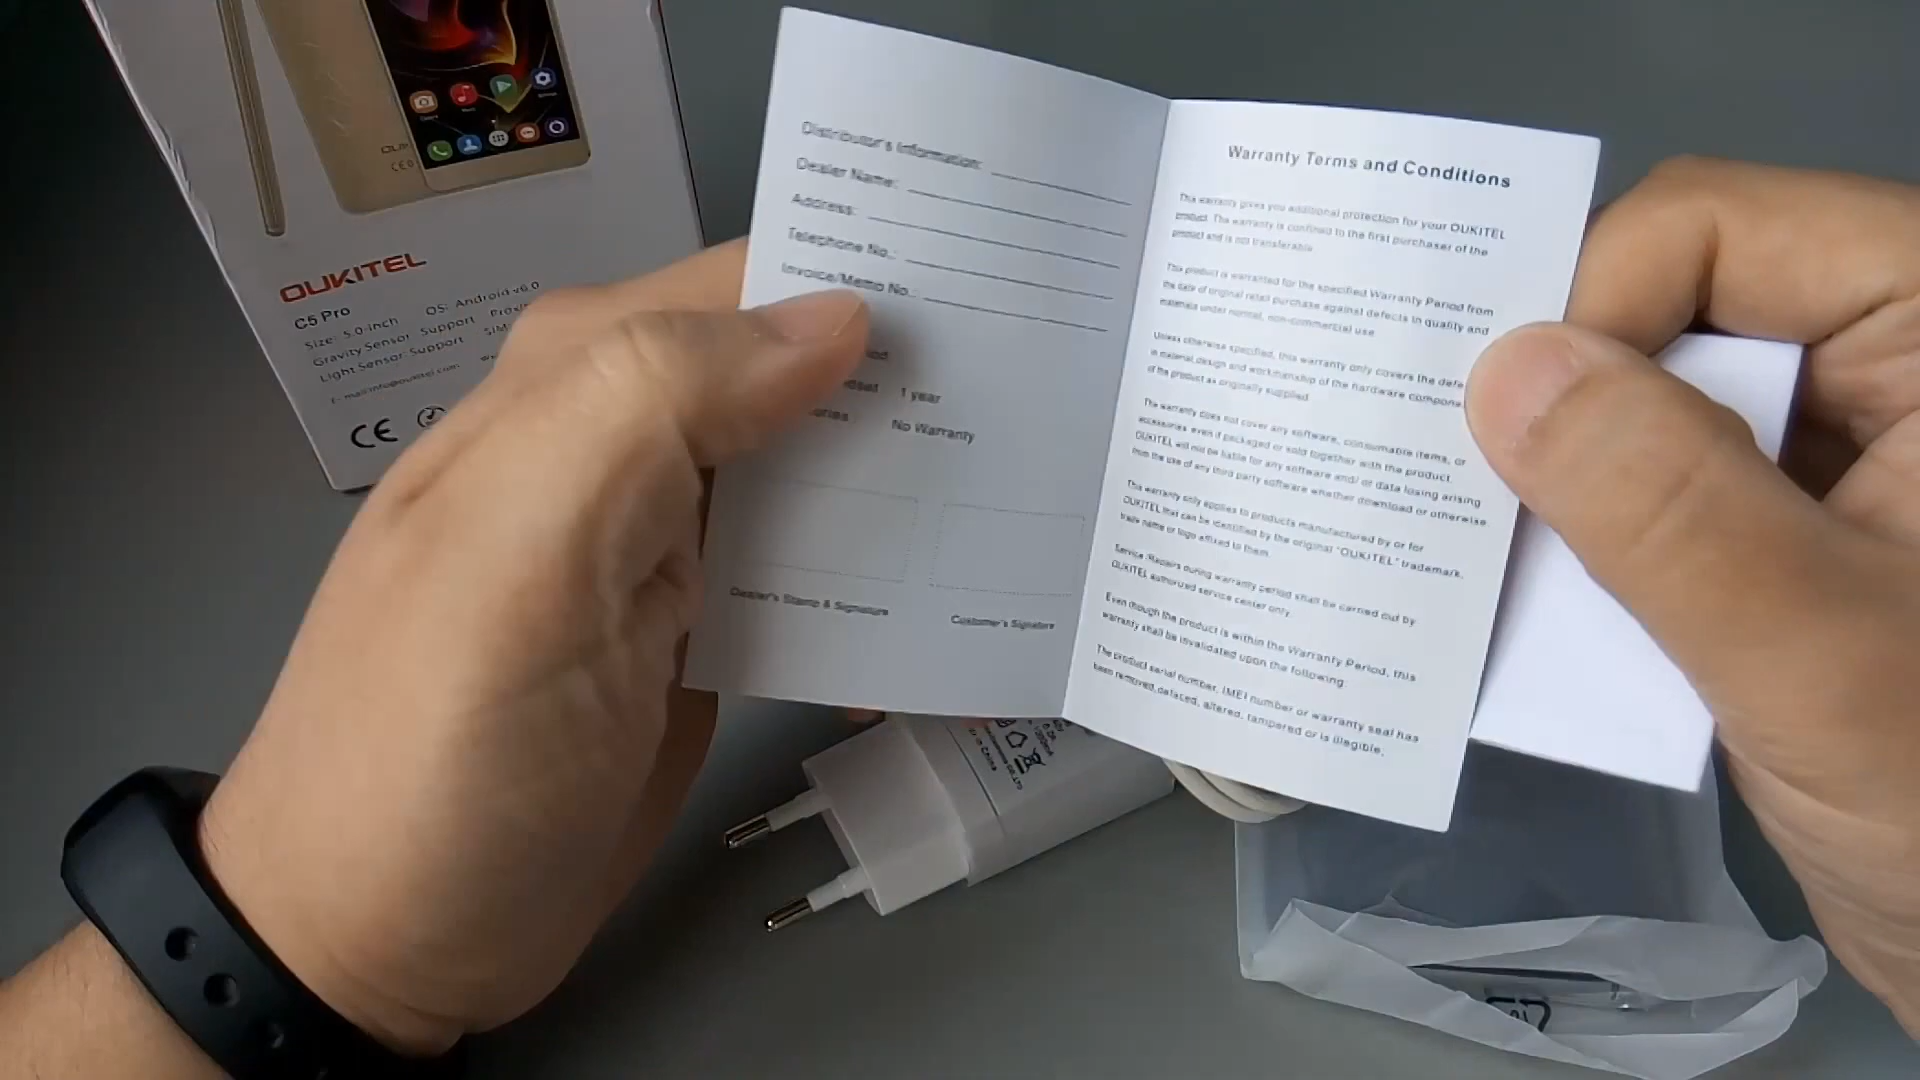 OUKITEL
C5 Pro
Size: 5.0-inch OS: Android v6.0
Gravity Sensor: Support
Light Sensor: Support SIM
E-mail:info@oukitel.com
CE
Distributor's Information:
Dealer Name:
Address:
Telephone No.:
Invoice/Memo No.:
1 year
No Warranty
Dealer's Stamp & Signature
Customer's Signature
Warranty Terms and Conditions
This warranty gives you additional protection for your OUKITEL
product. The warranty is confined to the first purchaser of the
product and is not transferable.
This product is warranted for the specified Warranty Period from
the date of original retail purchase against defects in quality and
materials under normal, non-commercial use.
Unless otherwise specified, this warranty only covers the defe
in material, design and workmanship of the hardware compone
of the product as originally supplied.
The warranty does not cover any software, consumable items, or
accessories even if packaged or sold together with the product.
OUKITEL will not be liable for any software and/ or data losing arising
from the use of any third party software whether download or otherwise
This warranty only applies to products manufactured by or for
OUKITEL that can be identified by the original "OUKITEL" trademark,
trade name or logo affixed to them.
Service /Repairs during warranty period shall be carried out by
OUKITEL authorized service center only.
Even though the product is within the Warranty Period, this
warranty shall be invalidated upon the following:
The product serial number, IMEI number or warranty seal has
been removed,defaced, altered, tampered or is illegible.